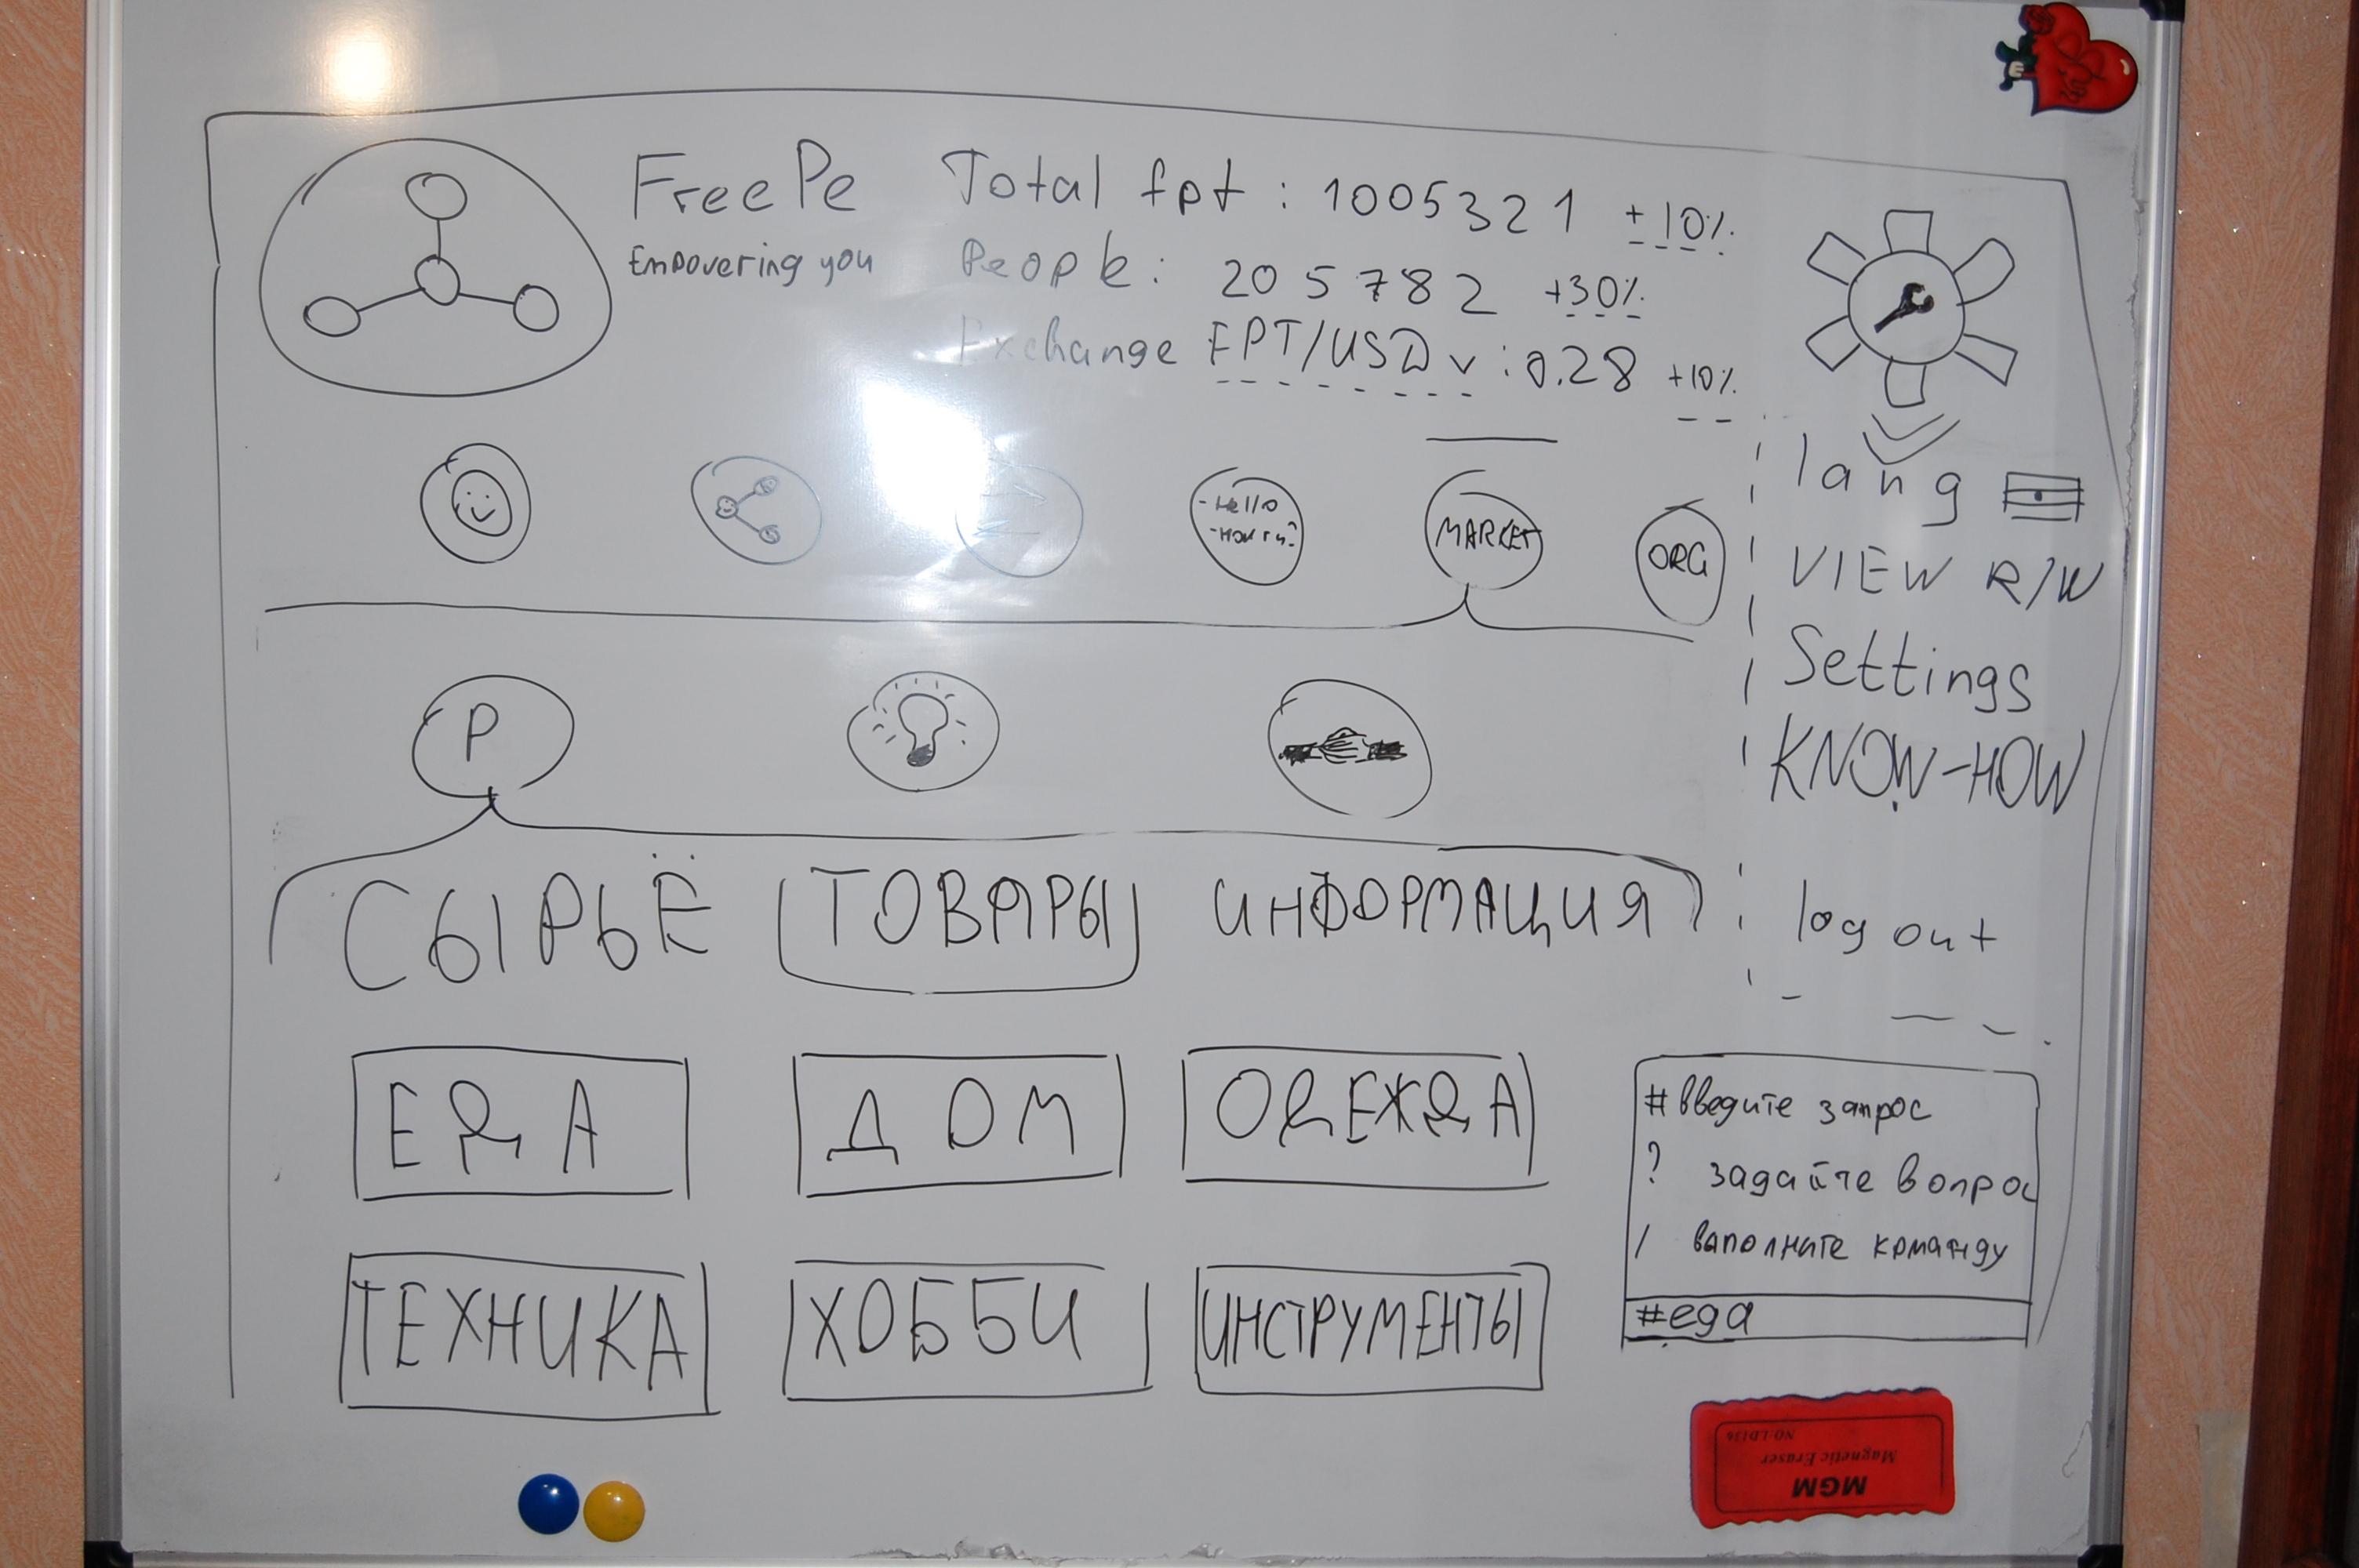 FreePe
Empovering you
Total fpt : 1005321 +10%
People : 205782 +30%
Exchange FPT/USD v : 0.28 +10%
- Hello
MARKET
ORG
lang
VIEW R/W
Settings
KNOW-HOW
log out
P
СЫРЬЁ ТОВАРЫ ИНФОРМАЦИЯ
ЕДА ДОМ ОДЕЖДА
ТЕХНИКА ХОББИ ИНСТРУМЕНТЫ
# введите запрос
? задайте вопрос
/ выполните команду
#еда
MGM
Magnetic Eraser
NO:LD136